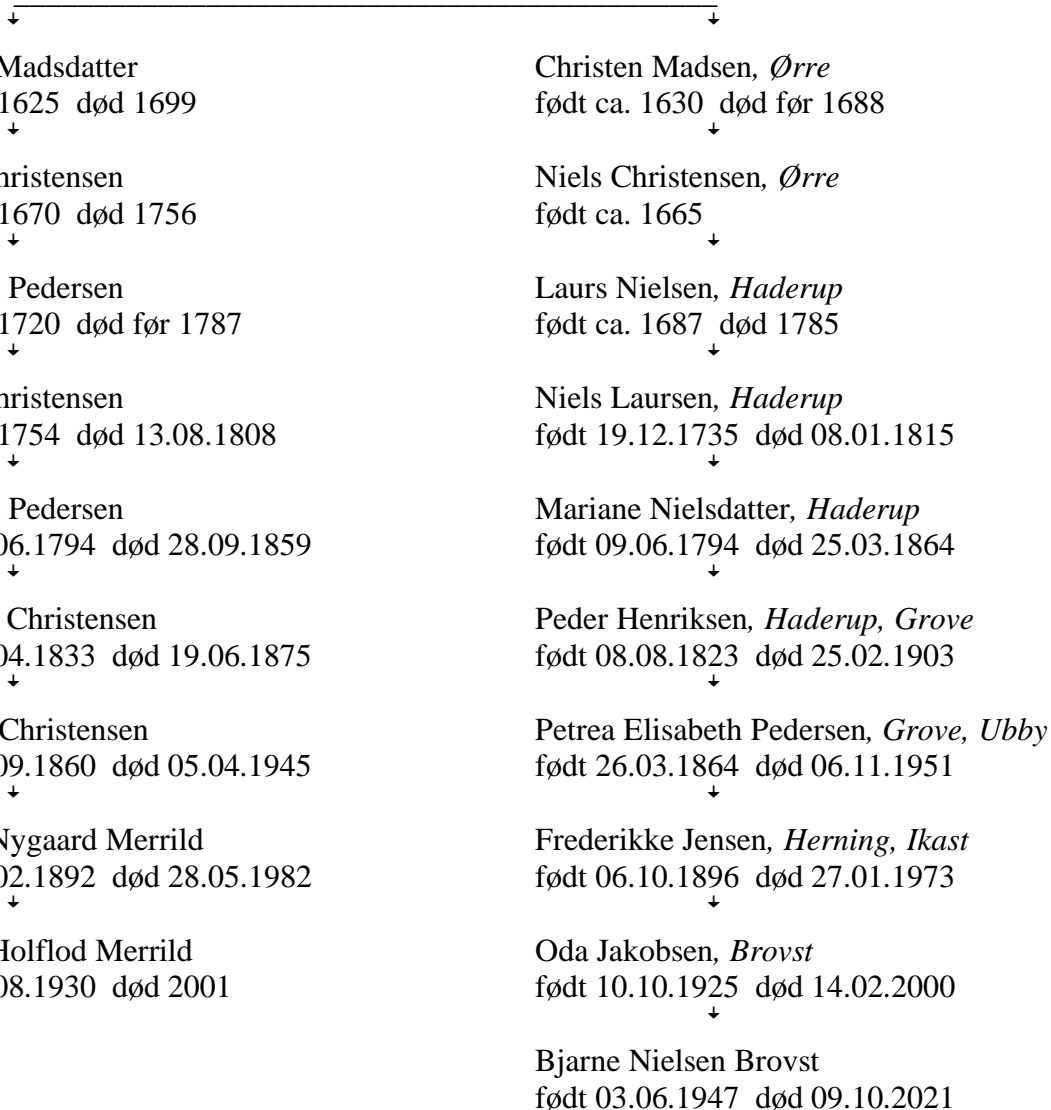 Madsdatter
1625 død 1699
hristensen
1670 død 1756
Pedersen
1720 død før 1787
hristensen
1754 død 13.08.1808
Pedersen
06.1794 død 28.09.1859
Christensen
04.1833 død 19.06.1875
Christensen
09.1860 død 05.04.1945
Nygaard Merrild
02.1892 død 28.05.1982
Holflod Merrild
08.1930 død 2001
Christen Madsen, Ørre
født ca. 1630 død før 1688
Niels Christensen, Ørre
født ca. 1665
Laurs Nielsen, Haderup
født ca. 1687 død 1785
Niels Laursen, Haderup
født 19.12.1735 død 08.01.1815
Mariane Nielsdatter, Haderup
født 09.06.1794 død 25.03.1864
Peder Henriksen, Haderup, Grove
født 08.08.1823 død 25.02.1903
Petrea Elisabeth Pedersen, Grove, Ubby
født 26.03.1864 død 06.11.1951
Frederikke Jensen, Herning, Ikast
født 06.10.1896 død 27.01.1973
Oda Jakobsen, Brovst
født 10.10.1925 død 14.02.2000
Bjarne Nielsen Brovst
født 03.06.1947 død 09.10.2021